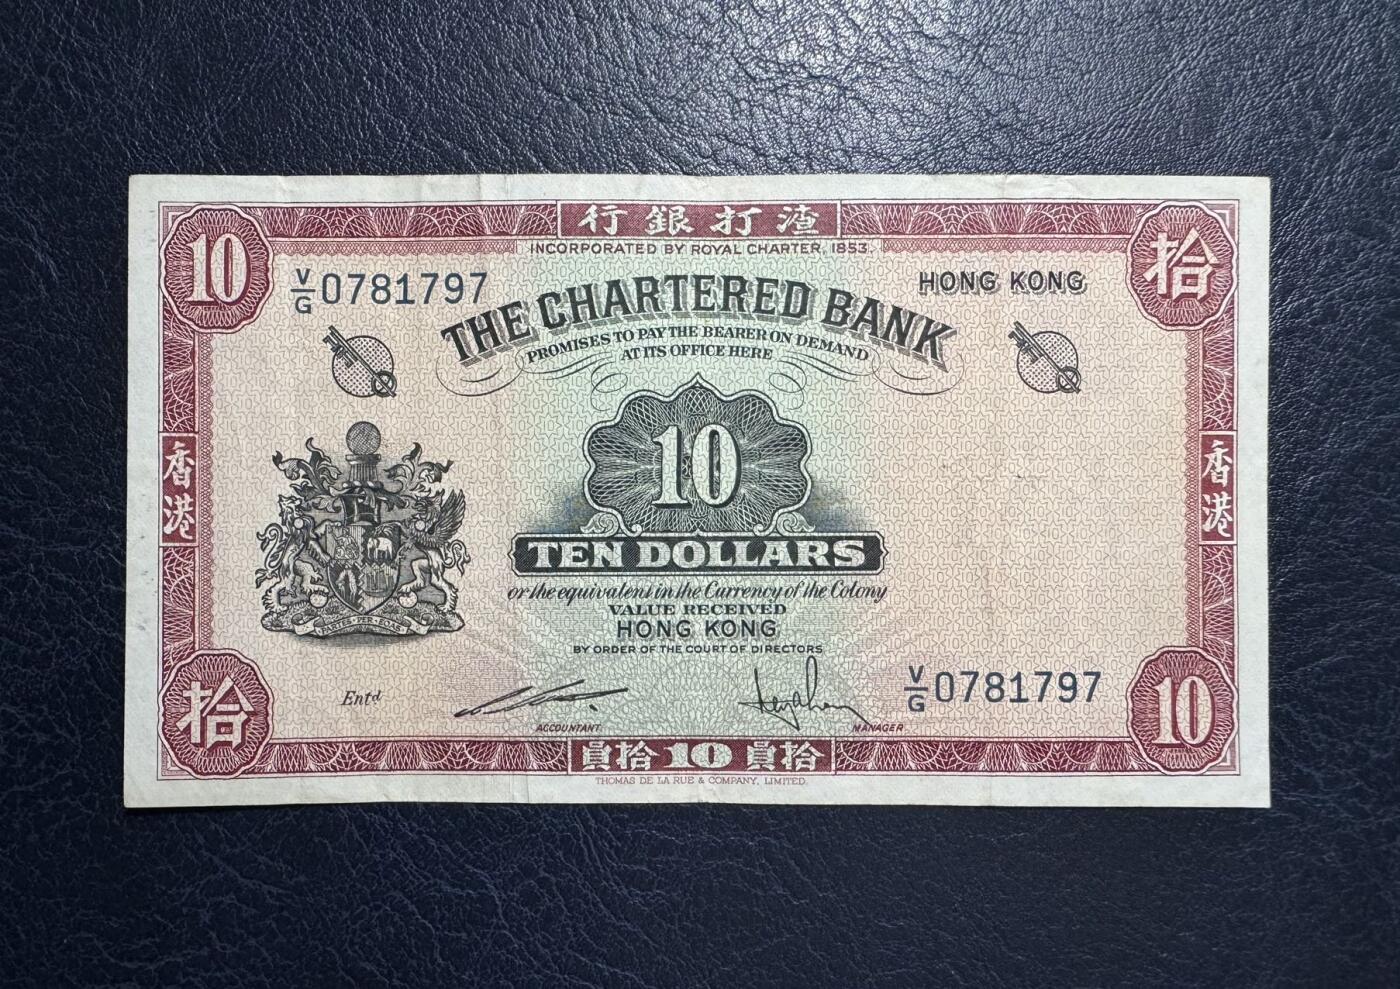 行銀打渣
INCORPORATED BY ROYAL CHARTER, 1853.
10
拾
V/G 0781797
HONG KONG
THE CHARTERED BANK
PROMISES TO PAY THE BEARER ON DEMAND
AT ITS OFFICE HERE
10
香港
香港
TEN DOLLARS
or the equivalent in the Currency of the Colony
VALUE RECEIVED
HONG KONG
BY ORDER OF THE COURT OF DIRECTORS
Entd
ACCOUNTANT
MANAGER
V/G 0781797
拾
10
員拾 10 員拾
THOMAS DE LA RUE & COMPANY, LIMITED.